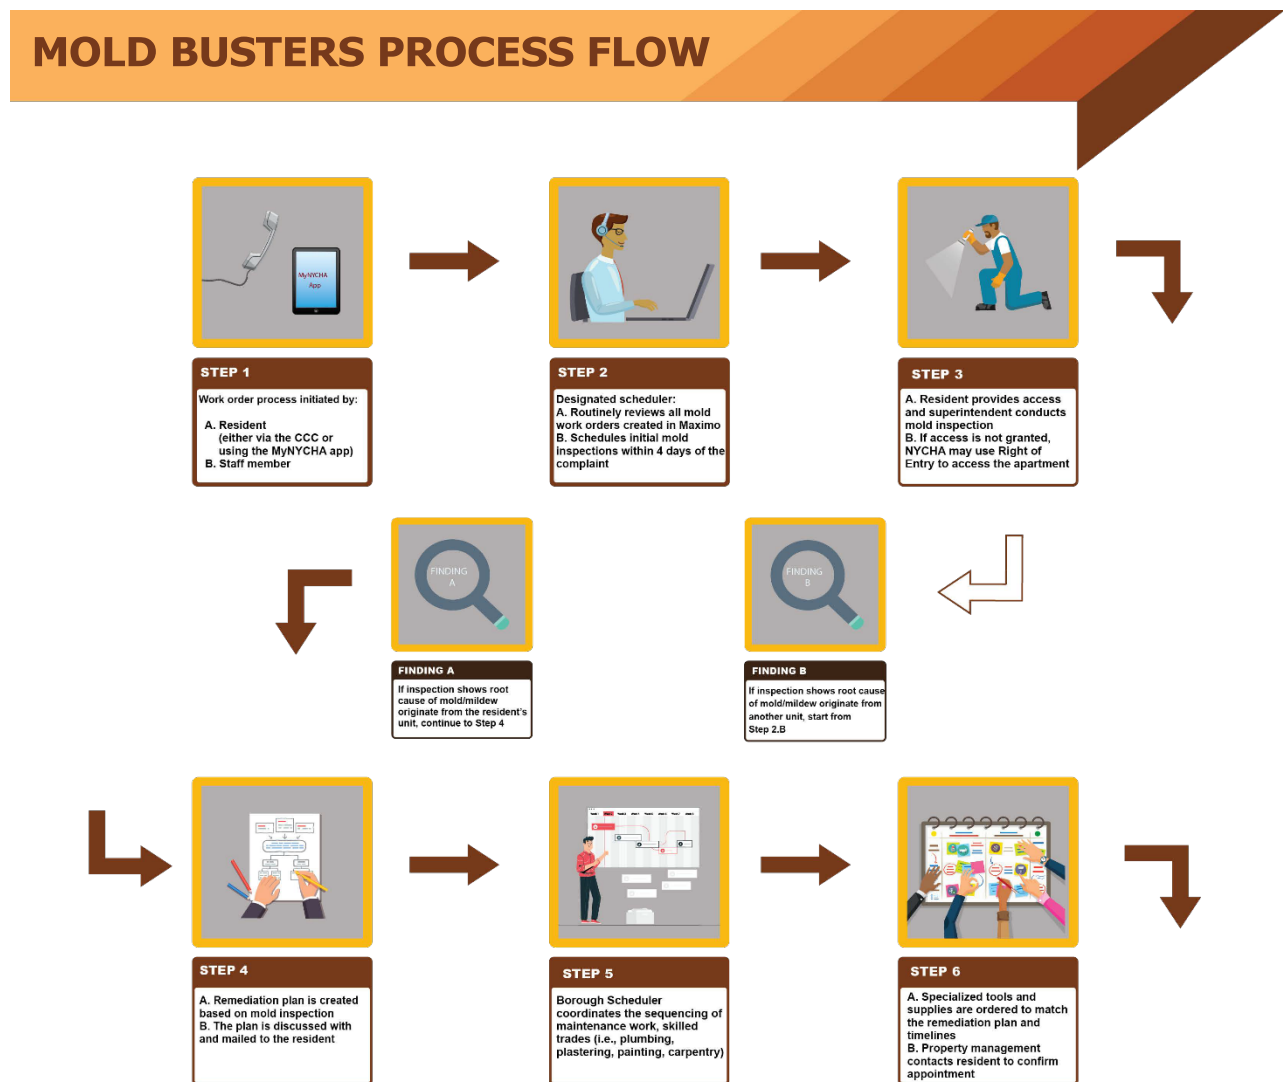 MOLD BUSTERS PROCESS FLOW
MyNYCHA
App
STEP 1
Work order process initiated by:
A. Resident
(either via the CCC or
using the MyNYCHA app)
B. Staff member
STEP 2
Designated scheduler:
A. Routinely reviews all mold
work orders created in Maximo
B. Schedules initial mold
inspections within 4 days of the
complaint
STEP 3
A. Resident provides access
and superintendent conducts
mold inspection
B. If access is not granted,
NYCHA may use Right of
Entry to access the apartment
FINDING
A
FINDING A
If inspection shows root
cause of mold/mildew
originate from the resident's
unit, continue to Step 4
FINDING
B
FINDING B
If inspection shows root cause
of mold/mildew originate from
another unit, start from
Step 2.B
STEP 4
A. Remediation plan is created
based on mold inspection
B. The plan is discussed with
and mailed to the resident
STEP 5
Borough Scheduler
coordinates the sequencing of
maintenance work, skilled
trades (i.e., plumbing,
plastering, painting, carpentry)
STEP 6
A. Specialized tools and
supplies are ordered to match
the remediation plan and
timelines
B. Property management
contacts resident to confirm
appointment